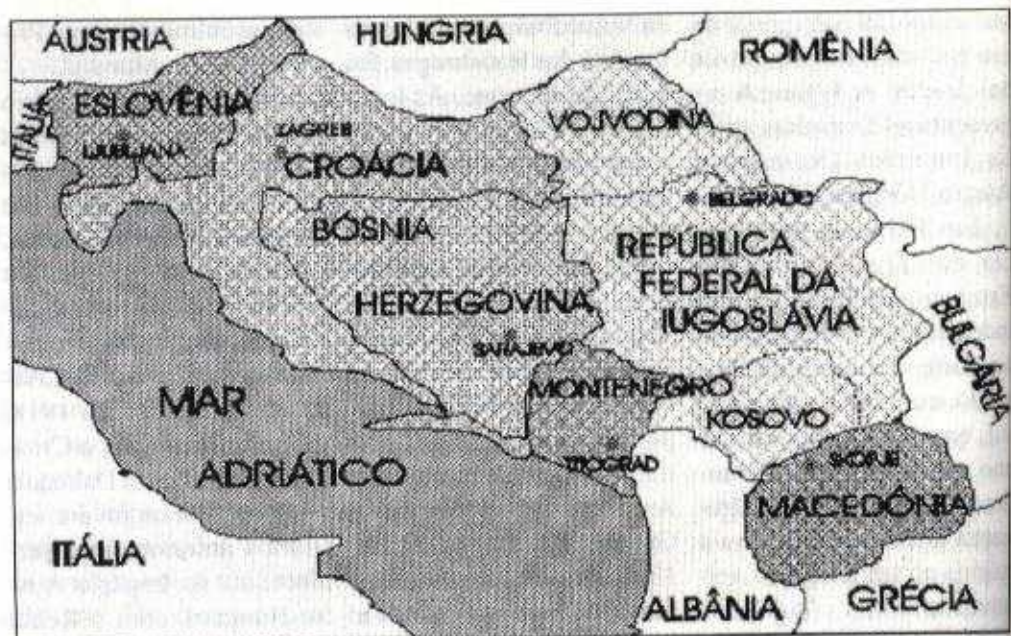 ÁUSTRIA
HUNGRIA
ROMÊNIA
ITÁLIA
ESLOVÊNIA
LJUBLJANA
ZAGREB
CROÁCIA
VOJVODINA
BELGRADO
BÓSNIA
HERZEGOVINA
SARAJEVO
REPÚBLICA
FEDERAL DA
IUGOSLÁVIA
BULGÁRIA
MONTENEGRO
KOSOVO
TITOGRAD
SKOPJE
MACEDÔNIA
MAR
ADRIÁTICO
ITÁLIA
ALBÂNIA
GRÉCIA